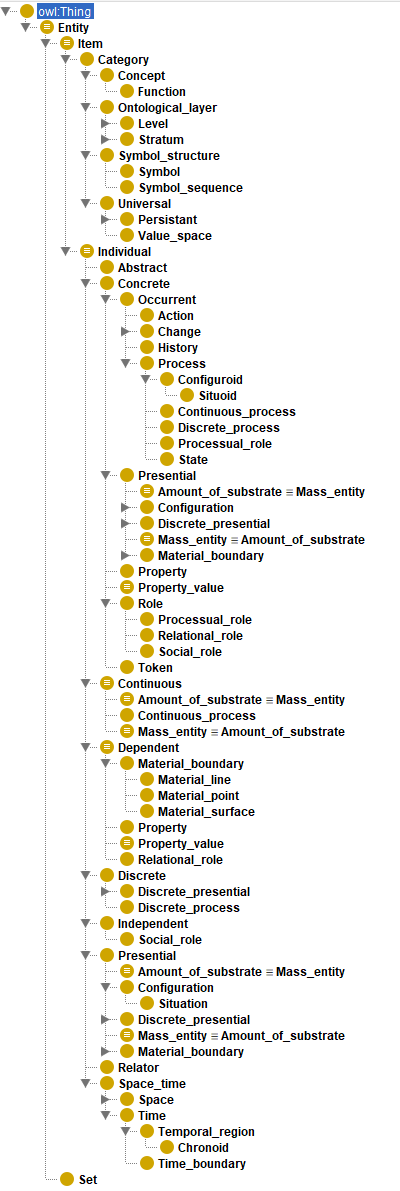 owl:Thing
Entity
Item
Category
Concept
Function
Ontological_layer
Level
Stratum
Symbol_structure
Symbol
Symbol_sequence
Universal
Persistant
Value_space
Individual
Abstract
Concrete
Occurrent
Action
Change
History
Process
Configuroid
Situoid
Continuous_process
Discrete_process
Processual_role
State
Presential
Amount_of_substrate ≡ Mass_entity
Configuration
Discrete_presential
Mass_entity ≡ Amount_of_substrate
Material_boundary
Property
Property_value
Role
Processual_role
Relational_role
Social_role
Token
Continuous
Amount_of_substrate ≡ Mass_entity
Continuous_process
Mass_entity ≡ Amount_of_substrate
Dependent
Material_boundary
Material_line
Material_point
Material_surface
Property
Property_value
Relational_role
Discrete
Discrete_presential
Discrete_process
Independent
Social_role
Presential
Amount_of_substrate ≡ Mass_entity
Configuration
Situation
Discrete_presential
Mass_entity ≡ Amount_of_substrate
Material_boundary
Relator
Space_time
Space
Time
Temporal_region
Chronoid
Time_boundary
Set